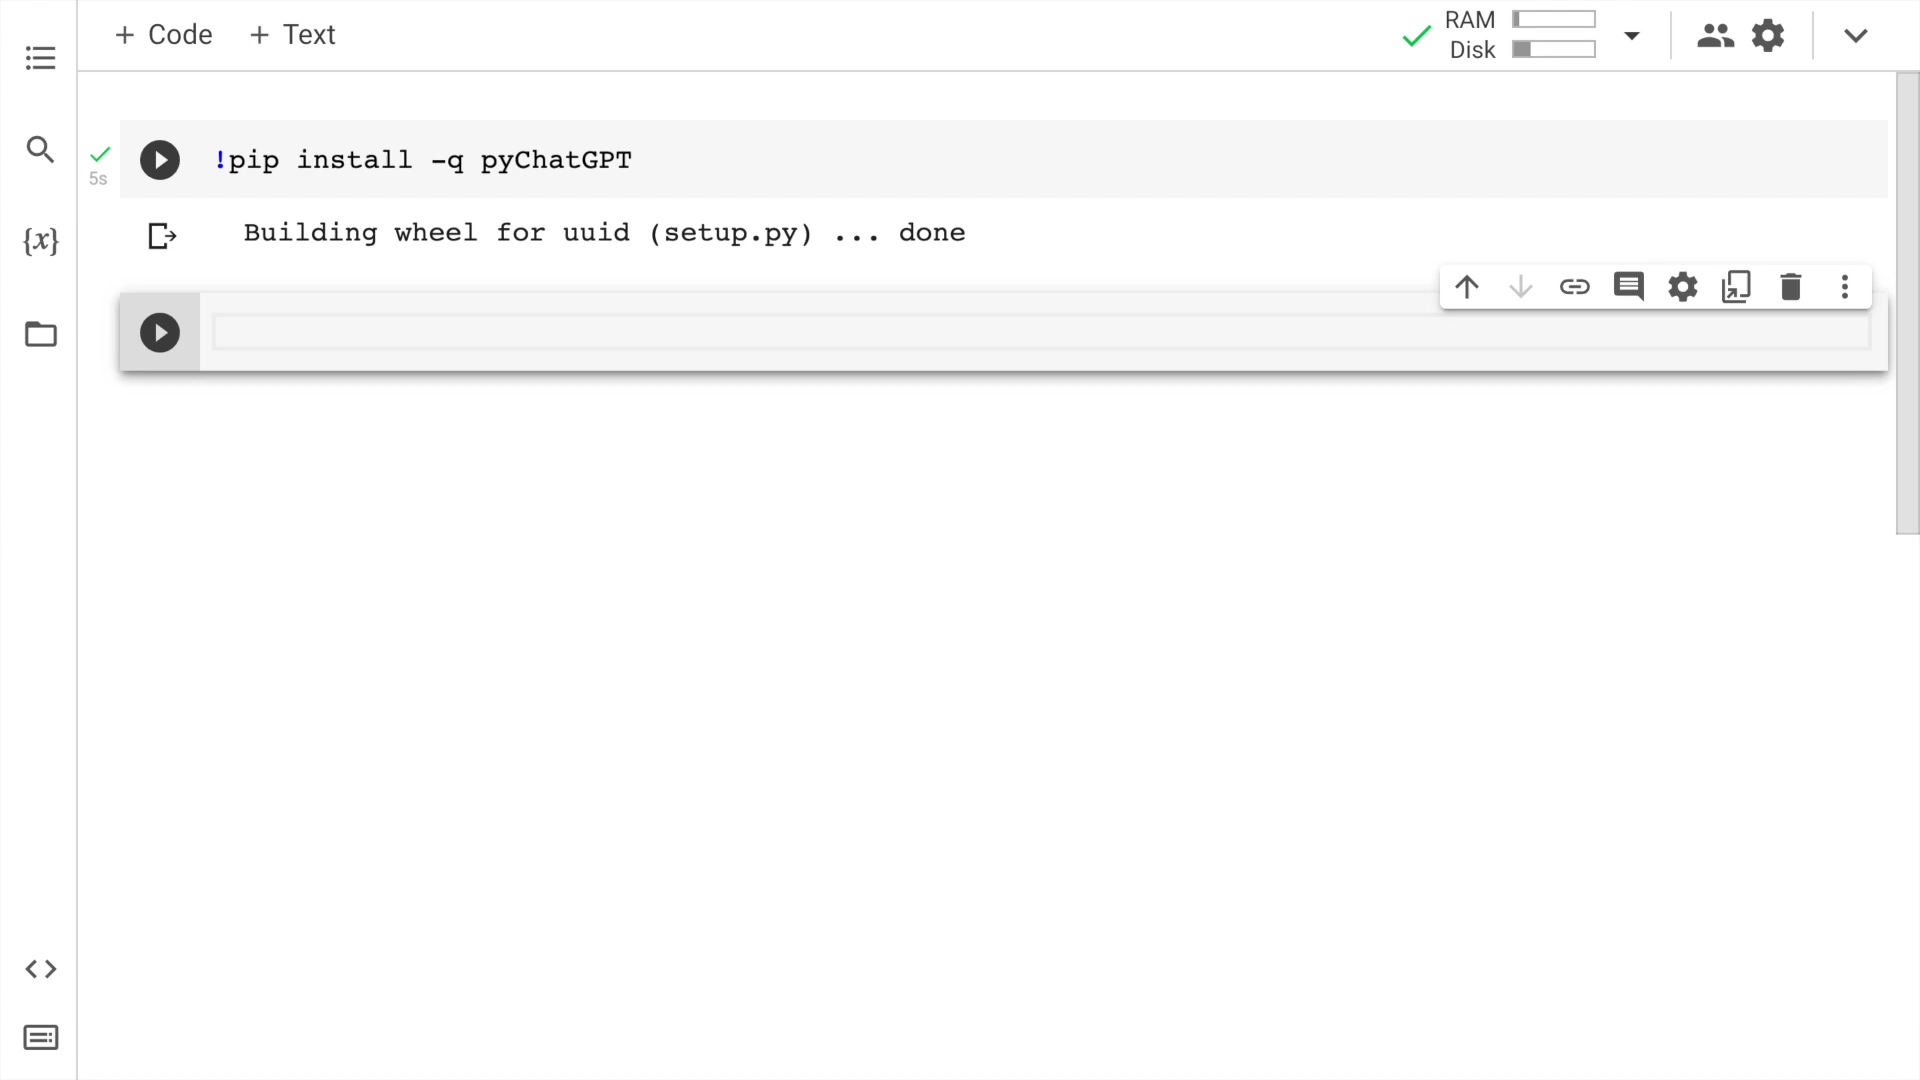 + Code + Text
RAM
Disk
{x}
5s
!pip install -q pyChatGPT
Building wheel for uuid (setup.py) ... done